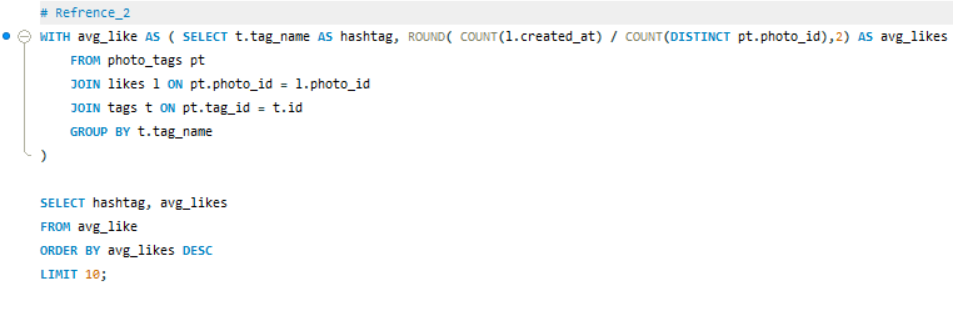 # Refrence_2
WITH avg_like AS ( SELECT t.tag_name AS hashtag, ROUND( COUNT(l.created_at) / COUNT(DISTINCT pt.photo_id),2) AS avg_likes
FROM photo_tags pt
JOIN likes l ON pt.photo_id = l.photo_id
JOIN tags t ON pt.tag_id = t.id
GROUP BY t.tag_name
)
SELECT hashtag, avg_likes
FROM avg_like
ORDER BY avg_likes DESC
LIMIT 10;